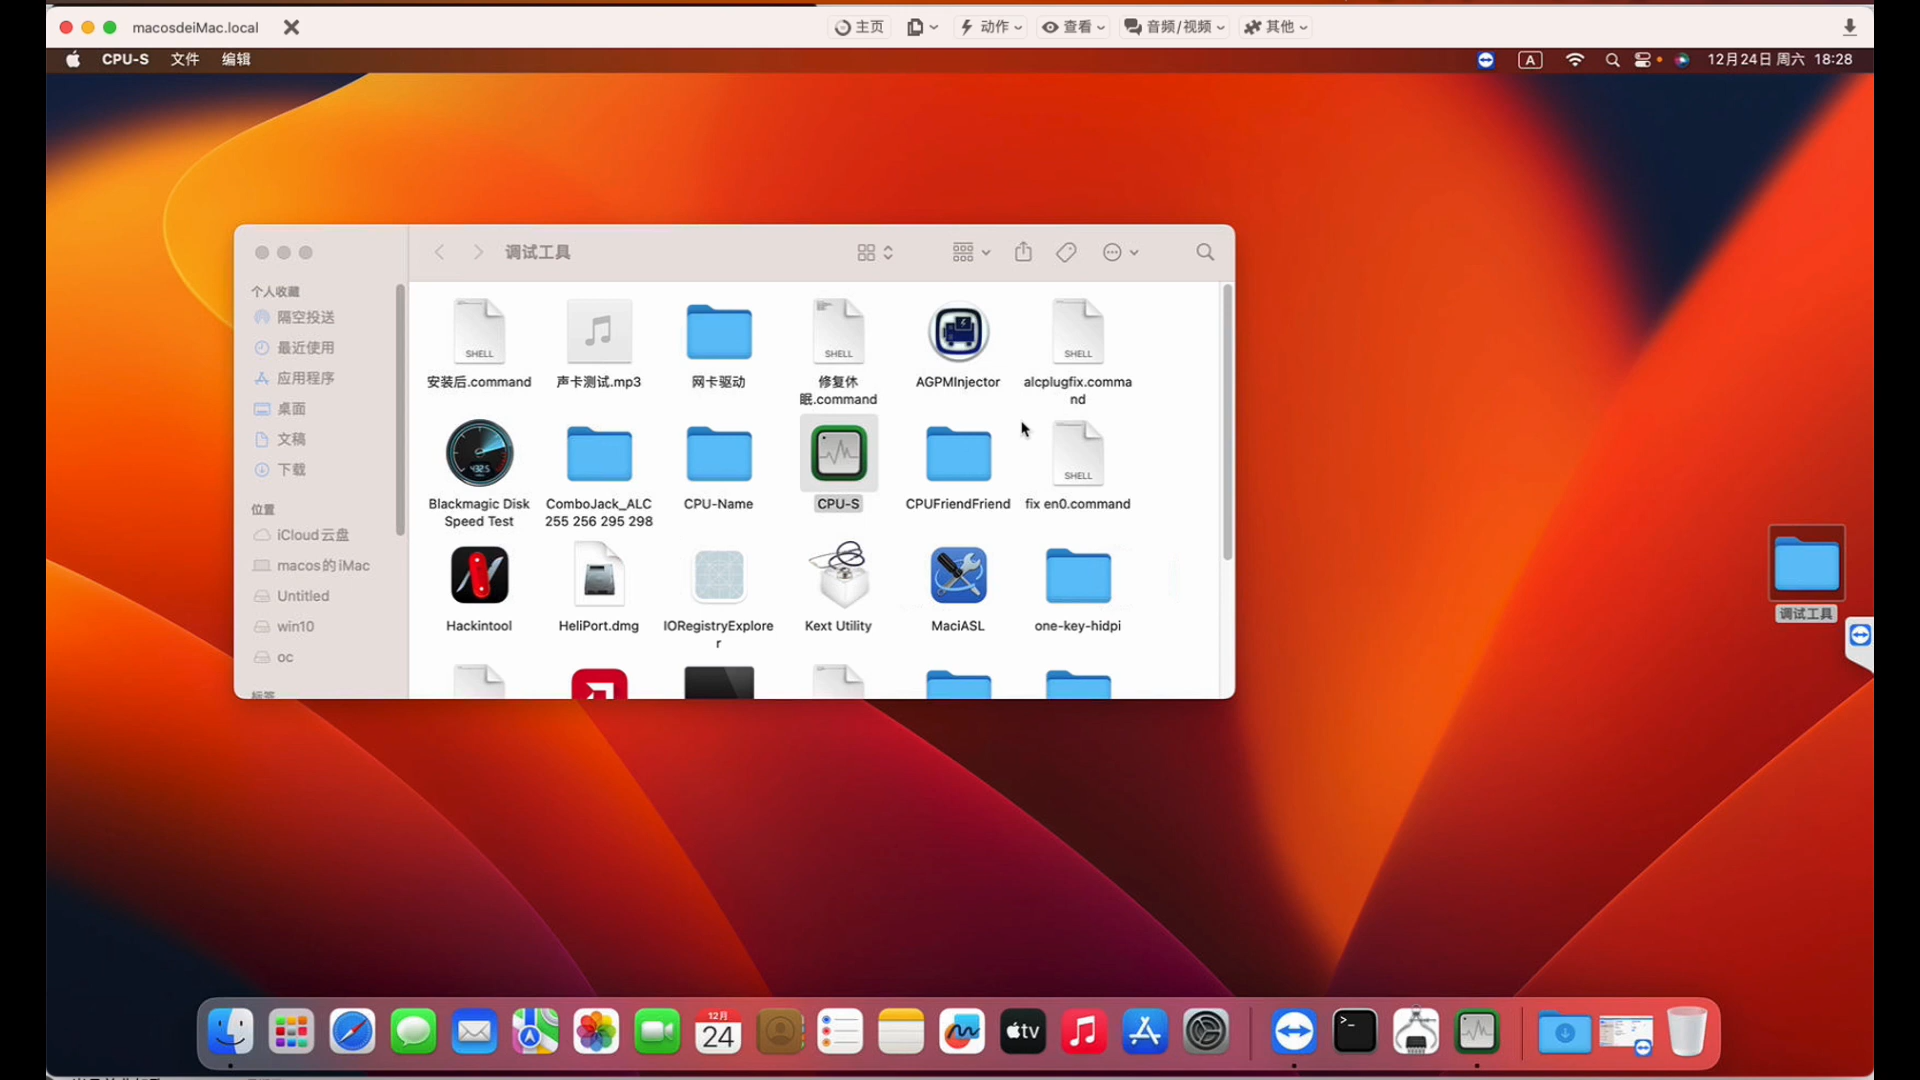 macosdeiMac.local
主页
动作
查看
音频/视频
其他
CPU-S 文件 编辑
A
12月24日 周六 18:28
调试工具
个人收藏
隔空投送
最近使用
应用程序
桌面
文稿
下载
位置
iCloud云盘
macos的iMac
Untitled
win10
oc
标签
SHELL
安装后.command
声卡测试.mp3
网卡驱动
SHELL
修复休
眠.command
AGPMInjector
SHELL
alcplugfix.comma
nd
432.5
Blackmagic Disk
Speed Test
ComboJack_ALC
255 256 295 298
CPU-Name
CPU-S
CPUFriendFriend
SHELL
fix en0.command
Hackintool
HeliPort.dmg
IORegistryExplore
r
Kext Utility
MaciASL
one-key-hidpi
调试工具
12月
24
tv